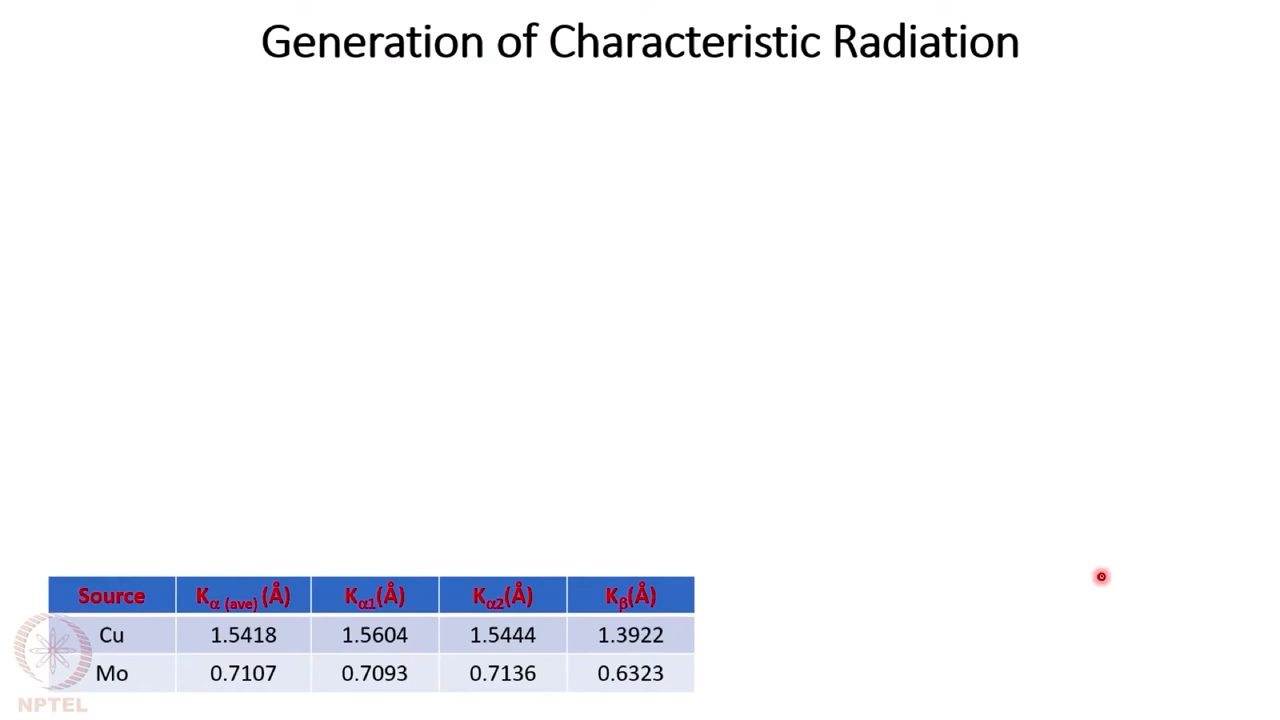 Generation of Characteristic Radiation
Source Kα (ave) (Å) Kα1(Å) Kα2(Å) Kβ(Å)
Cu 1.5418 1.5604 1.5444 1.3922
Mo 0.7107 0.7093 0.7136 0.6323
NPTEL